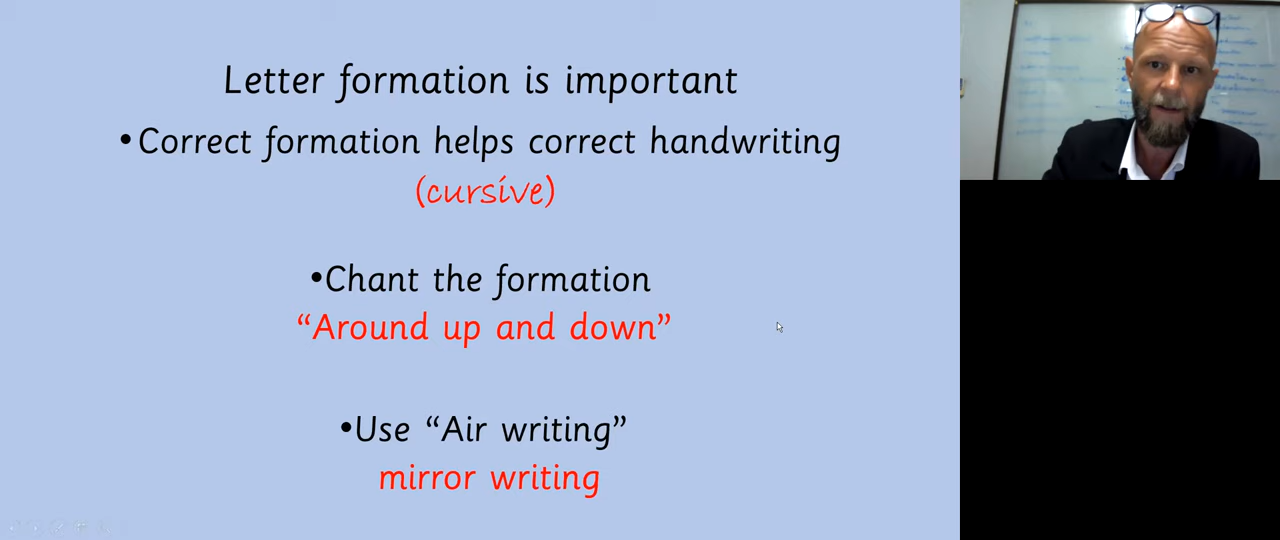 Letter formation is important
•Correct formation helps correct handwriting
(cursive)
•Chant the formation
“Around up and down”
•Use “Air writing”
mirror writing